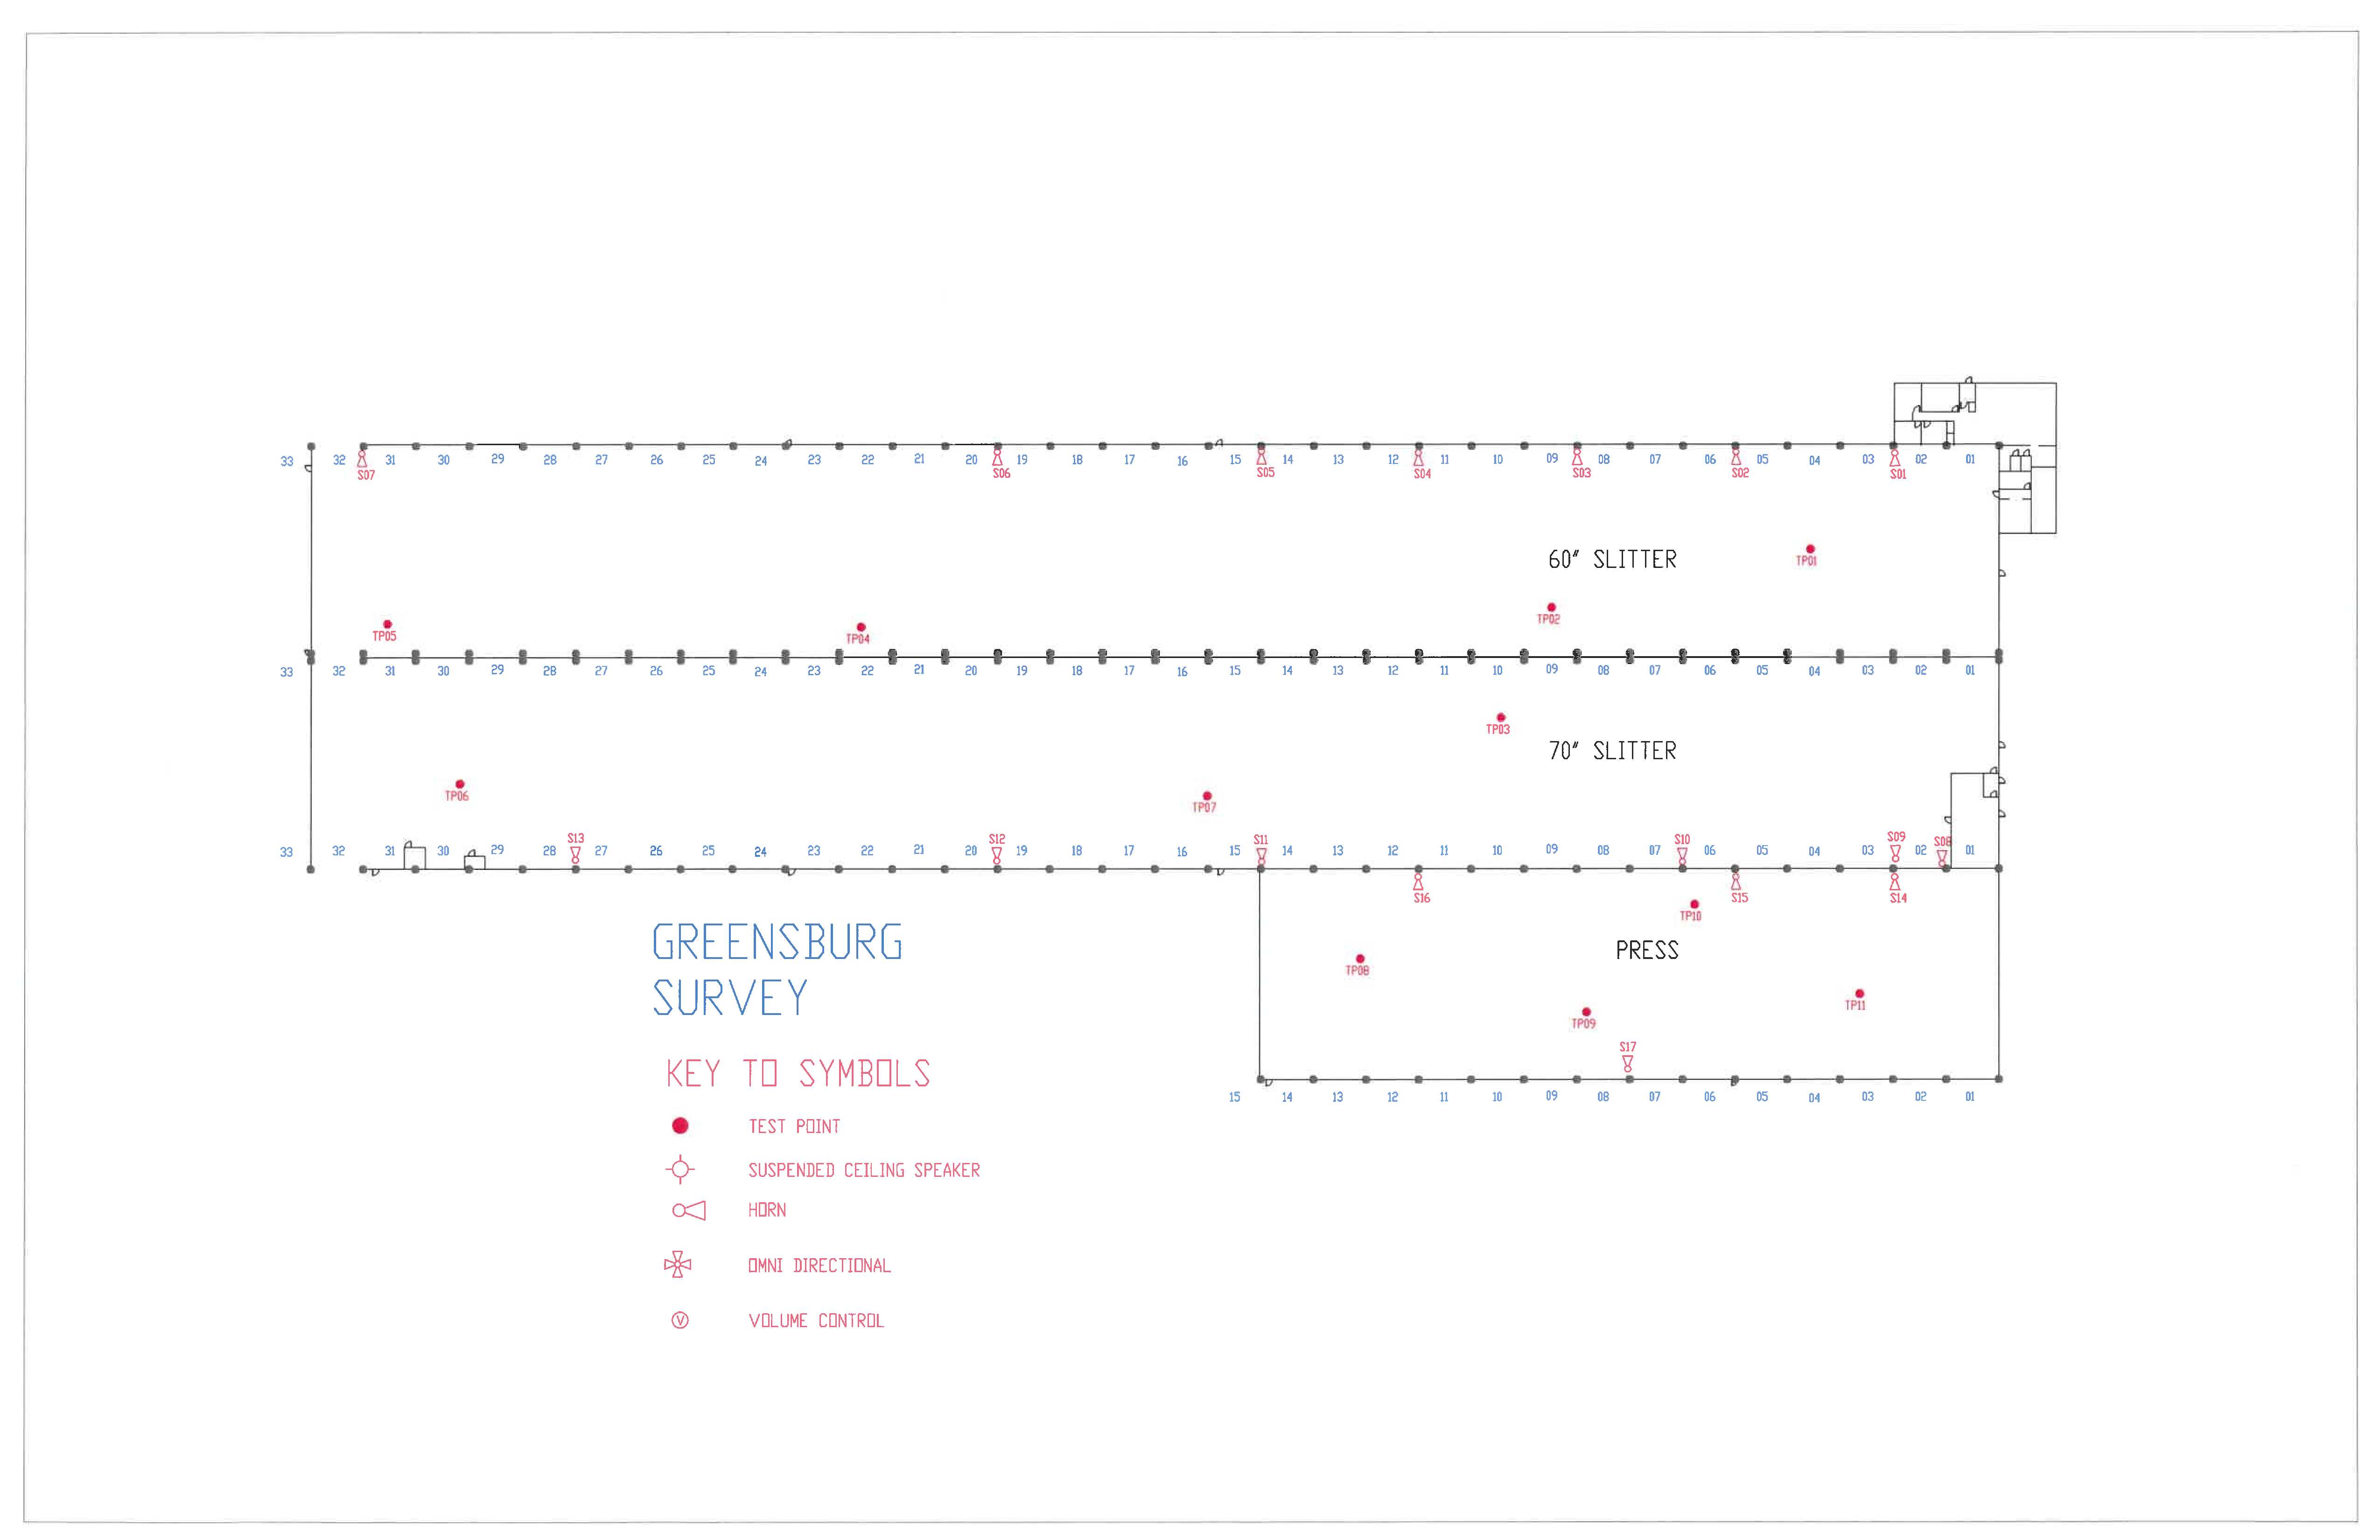 33 32 31 30 29 28 27 26 25 24 23 22 21 20 19 18 17 16 15 14 13 12 11 10 09 08 07 06 05 04 03 02 01
S07 S06 S05 S04 S03 S02 S01
60" SLITTER
TP01
TP02
TP05 TP04
33 32 31 30 29 28 27 26 25 24 23 22 21 20 19 18 17 16 15 14 13 12 11 10 09 08 07 06 05 04 03 02 01
TP03
70" SLITTER
TP06
TP07
S13 S12 S11 S10 S09 S08
33 32 31 30 29 28 27 26 25 24 23 22 21 20 19 18 17 16 15 14 13 12 11 10 09 08 07 06 05 04 03 02 01
S16 S15 S14
TP10
PRESS
TP08
TP11
TP09
S17
15 14 13 12 11 10 09 08 07 06 05 04 03 02 01
GREENSBURG
SURVEY
KEY TO SYMBOLS
TEST POINT
SUSPENDED CEILING SPEAKER
HORN
OMNI DIRECTIONAL
V VOLUME CONTROL